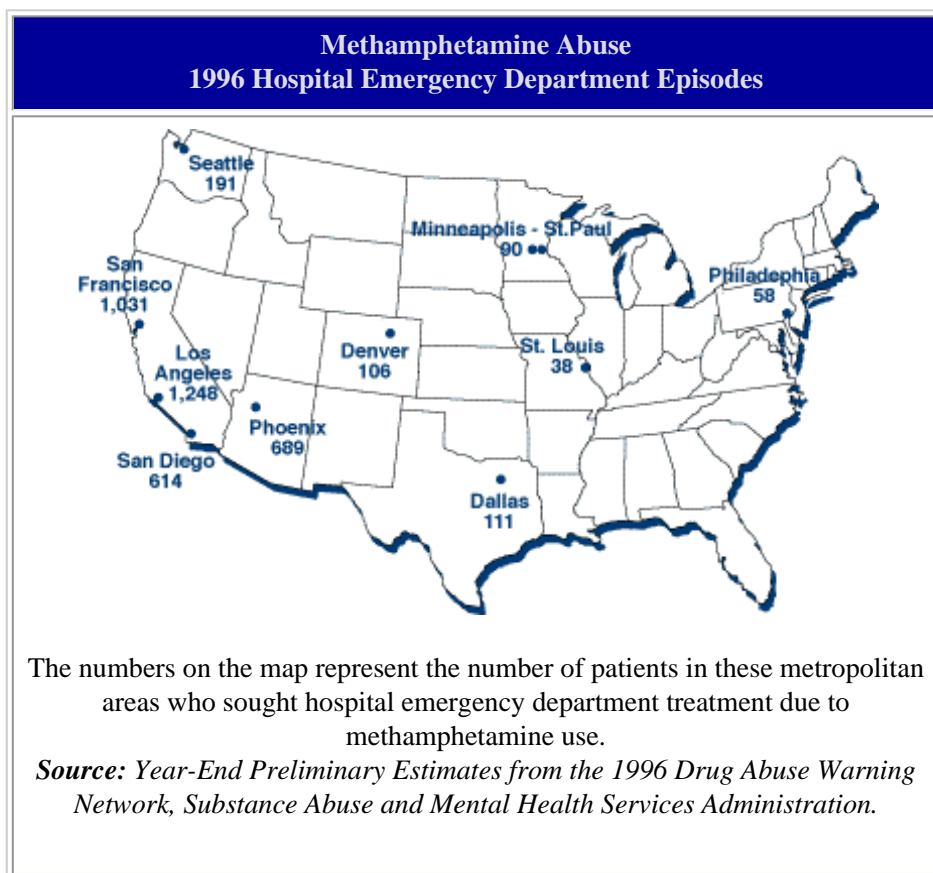 Methamphetamine Abuse
1996 Hospital Emergency Department Episodes
Seattle
191
Minneapolis - St.Paul
90
San
Francisco
1,031
Philadephia
58
Los
Angeles
1,248
Denver
106
St. Louis
38
Phoenix
689
San Diego
614
Dallas
111
The numbers on the map represent the number of patients in these metropolitan
areas who sought hospital emergency department treatment due to
methamphetamine use.
Source: Year-End Preliminary Estimates from the 1996 Drug Abuse Warning
Network, Substance Abuse and Mental Health Services Administration.